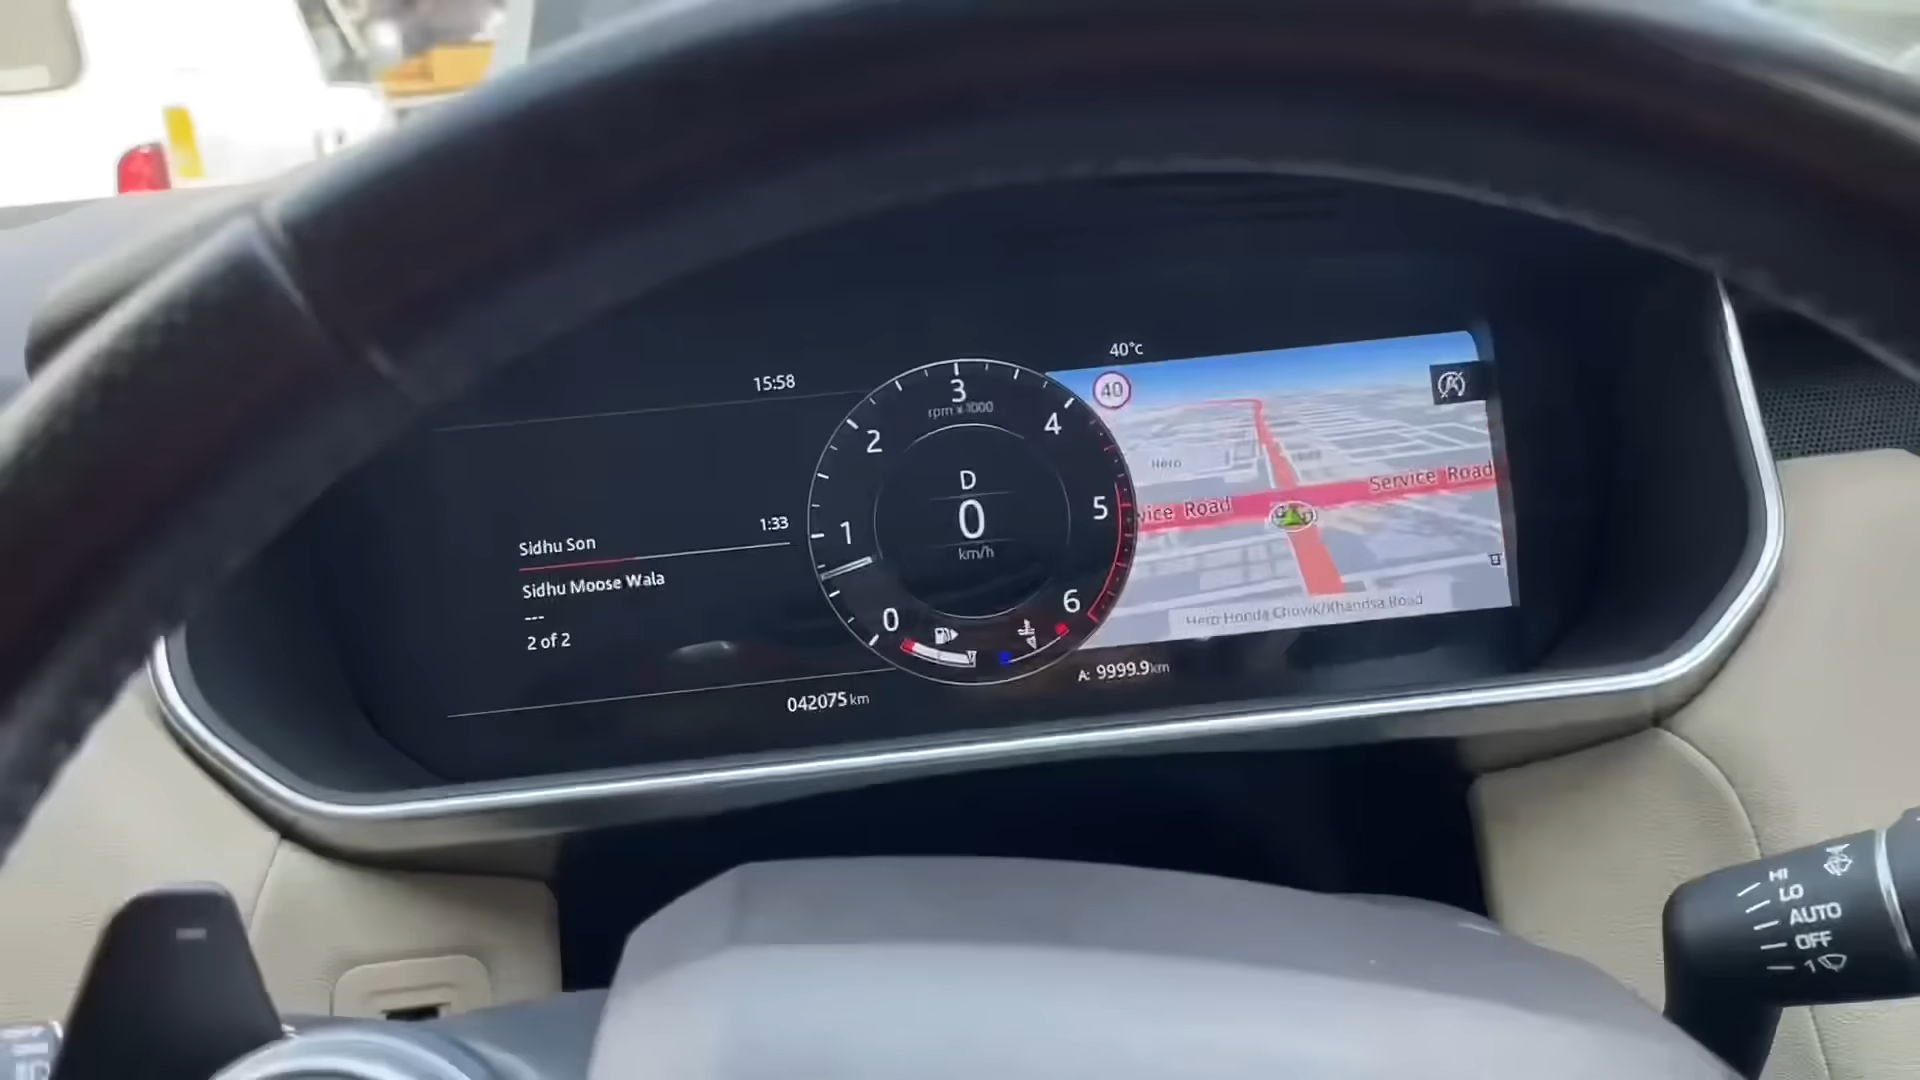 15:58
40°c
Sidhu Son
1:33
Sidhu Moose Wala
---
2 of 2
0
1
2
3
4
5
6
rpm x 1000
D
0
km/h
40
Hero
vice Road
Service Road
Hero Honda Chowk/Khandsa Road
042075 km
A: 9999.9km
HI
LO
AUTO
OFF
1